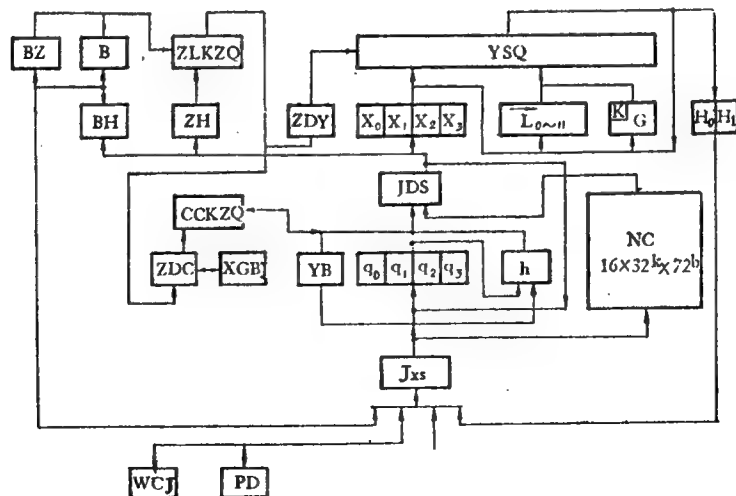 BZ B ZLKZQ YSQ
BH ZH ZDY X₀ X₁ X₂ X₃ L₀~₁₁ K G H₀ H₁
JDS
CCKZQ
NC
16×32ᵏ×72ᵇ
ZDC XGB YB q₀ q₁ q₂ q₃ h
Jxs
WCJ PD